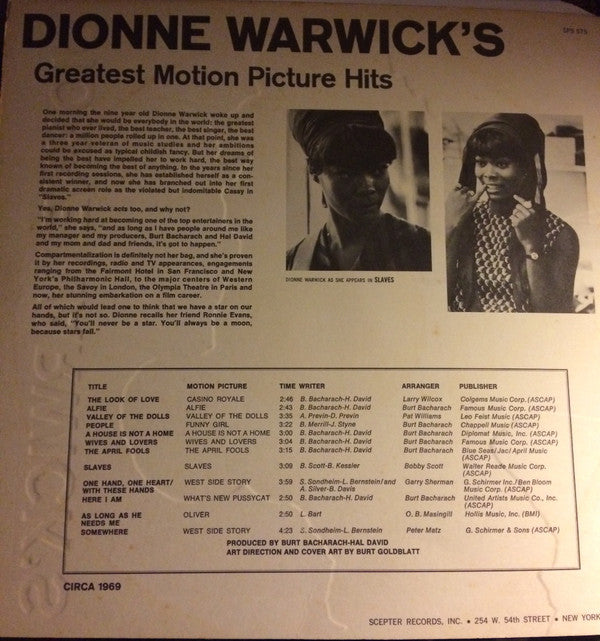 DIONNE WARWICK'S
SPS 575
Greatest Motion Picture Hits
One morning the nine year old Dionne Warwick woke up and
decided that she would be everybody in the world: the greatest
pianist who ever lived, the best teacher, the best singer, the best
dancer: a million people rolled up in one. At that point, she was
a three year veteran of music studies and her ambitions
could be excused as typical childish fancy. But her dreams of
being the best have impelled her to work hard, the best way
known of becoming the best of anything. In the years since her
first recording sessions, she has established herself as a con-
sistent winner, and now she has branched out into her first
dramatic screen role as the violated but indomitable Cassy in
"Slaves."
Yes, Dionne Warwick acts too, and why not?
"I'm working hard at becoming one of the top entertainers in the
world," she says, "and as long as I have people around me like
my manager and my producers, Burt Bacharach and Hal David
and my mom and dad and friends, it's got to happen."
Compartmentalization is definitely not her bag, and she's proven
it by her recordings, radio and TV appearances, engagements
ranging from the Fairmont Hotel in San Francisco and New
York's Philharmonic Hall, to the major centers of Western
Europe, the Savoy in London, the Olympia Theatre in Paris and
now, her stunning embarkation on a film career.
All of which would lead one to think that we have a star on our
hands, but it's not so. Dionne recalls her friend Ronnie Evans,
who said, "You'll never be a star. You'll always be a moon,
because stars fall."
DIONNE WARWICK AS SHE APPEARS IN SLAVES
TITLE MOTION PICTURE TIME WRITER ARRANGER PUBLISHER
THE LOOK OF LOVE CASINO ROYALE 2:46 B. Bacharach-H. David Larry Wilcox Colgems Music Corp. (ASCAP)
ALFIE ALFIE 2:43 B. Bacharach-H. David Burt Bacharach Famous Music Corp. (ASCAP)
VALLEY OF THE DOLLS VALLEY OF THE DOLLS 3:35 A. Previn-D. Previn Pat Williams Leo Feist Music (ASCAP)
PEOPLE FUNNY GIRL 3:22 B. Merrill-J. Styne Burt Bacharach Chappell Music (ASCAP)
A HOUSE IS NOT A HOME A HOUSE IS NOT A HOME 3:00 B. Bacharach-H. David Burt Bacharach Diplomat Music, Inc. (ASCAP)
WIVES AND LOVERS WIVES AND LOVERS 3:04 B. Bacharach-H. David Burt Bacharach Famous Music Corp. (ASCAP)
THE APRIL FOOLS THE APRIL FOOLS 3:15 B. Bacharach-H. David Burt Bacharach Blue Seas/Jac/April Music
(ASCAP)
SLAVES SLAVES 3:09 B. Scott-B. Kessler Bobby Scott Walter Reade Music Corp.
(ASCAP)
ONE HAND, ONE HEART/ WEST SIDE STORY 3:59 S. Sondheim-L. Bernstein/and Garry Sherman G. Schirmer Inc./Ben Bloom
WITH THESE HANDS A. Silver-B. Davis Music Corp. (ASCAP)
HERE I AM WHAT'S NEW PUSSYCAT 2:50 B. Bacharach-H. David Burt Bacharach United Artists Music Co., Inc.
(ASCAP)
AS LONG AS HE OLIVER 2:50 L. Bart O. B. Masingill Hollis Music, Inc. (BMI)
NEEDS ME
SOMEWHERE WEST SIDE STORY 4:23 S. Sondheim-L. Bernstein Peter Matz G. Schirmer & Sons (ASCAP)
PRODUCED BY BURT BACHARACH-HAL DAVID
ART DIRECTION AND COVER ART BY BURT GOLDBLATT
CIRCA 1969
SCEPTER RECORDS, INC. • 254 W. 54th STREET • NEW YORK